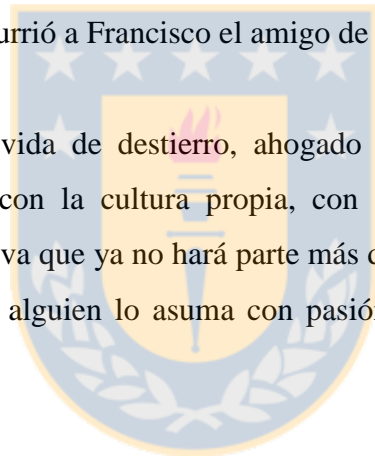 urrió a Francisco el amigo de
vida de destierro, ahogado
con la cultura propia, con
va que ya no hará parte más d
alguien lo asuma con pasión